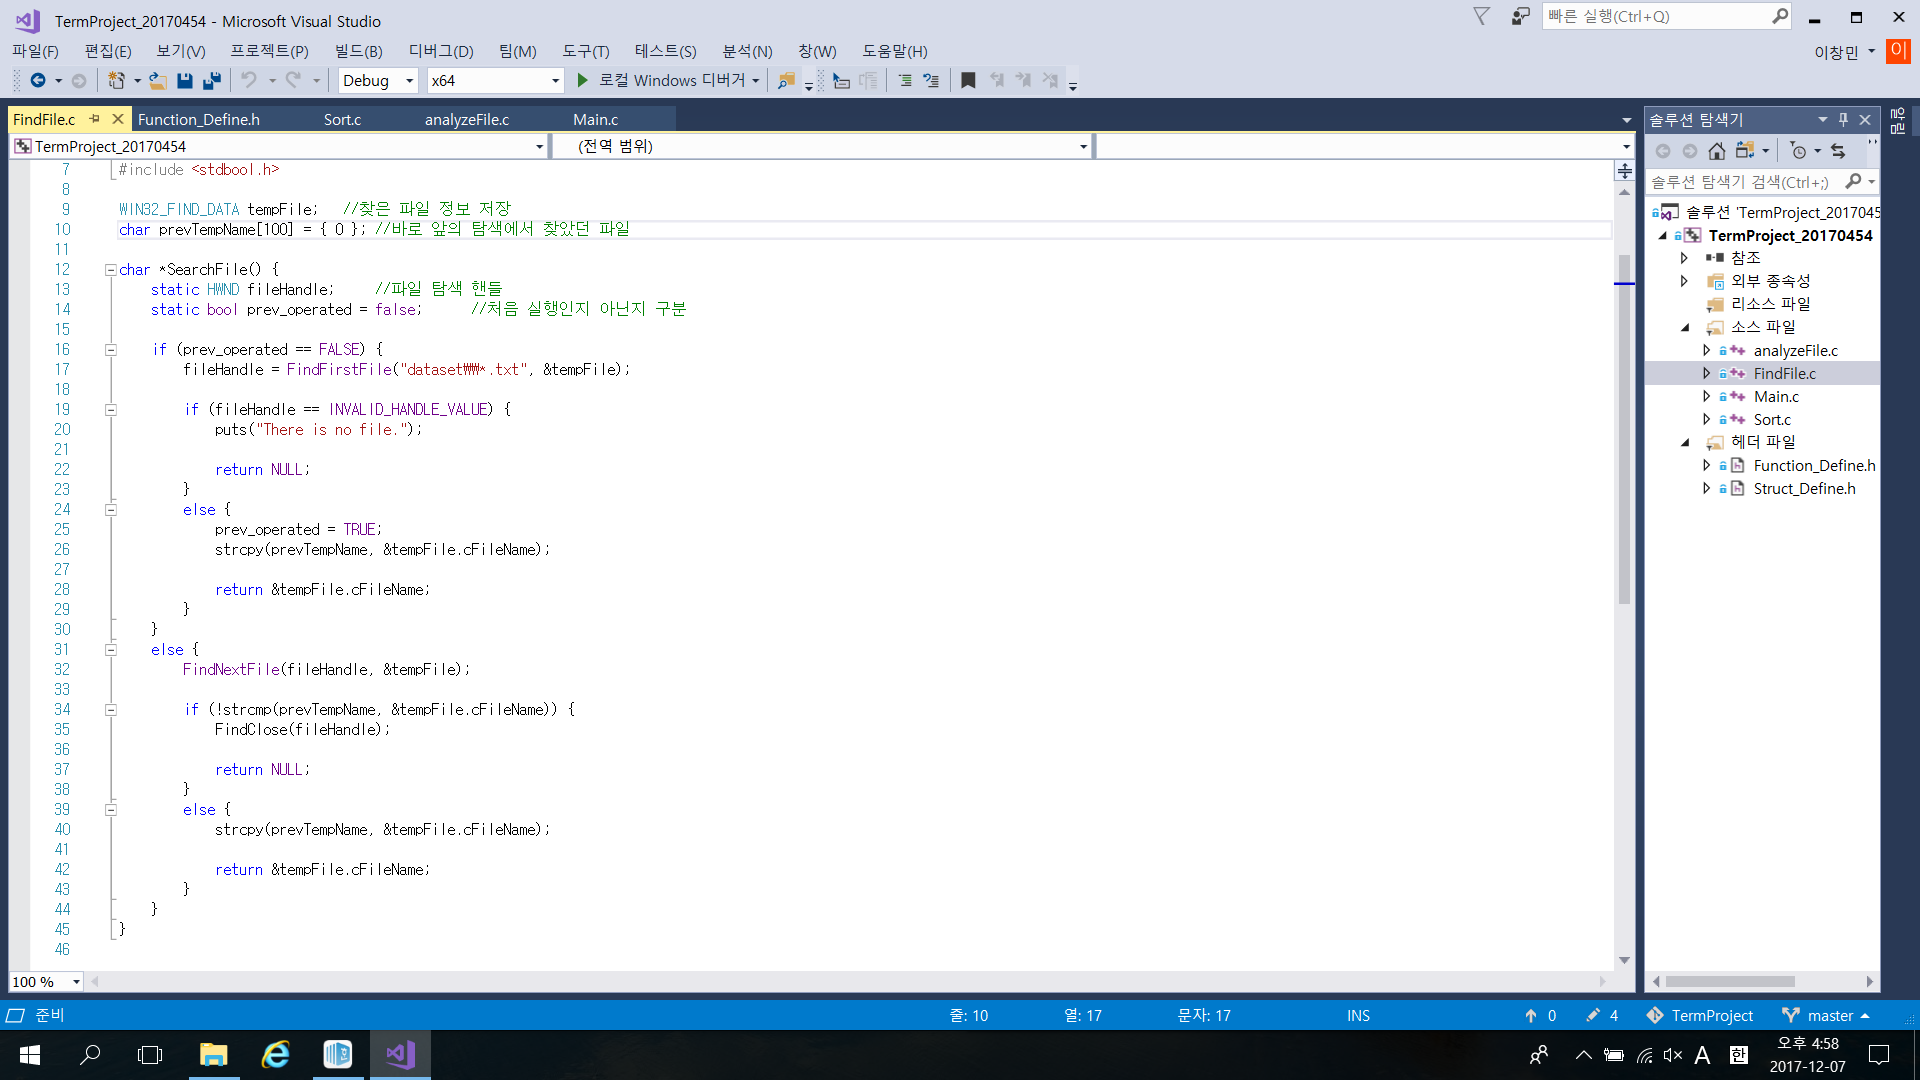 TermProject_20170454 - Microsoft Visual Studio
빠른 실행(Ctrl+Q)
파일(F) 편집(E) 보기(V) 프로젝트(P) 빌드(B) 디버그(D) 팀(M) 도구(T) 테스트(S) 분석(N) 창(W) 도움말(H)
이창민 이
Debug x64 로컬 Windows 디버거
FindFile.c Function_Define.h Sort.c analyzeFile.c Main.c
TermProject_20170454 (전역 범위)
7 #include <stdbool.h>
8
9 WIN32_FIND_DATA tempFile; //찾은 파일 정보 저장
10 char prevTempName[100] = { 0 }; //바로 앞의 탐색에서 찾았던 파일
11
12 char *SearchFile() {
13 static HWND fileHandle; //파일 탐색 핸들
14 static bool prev_operated = false; //처음 실행인지 아닌지 구분
15
16 if (prev_operated == FALSE) {
17 fileHandle = FindFirstFile("dataset₩₩*.txt", &tempFile);
18
19 if (fileHandle == INVALID_HANDLE_VALUE) {
20 puts("There is no file.");
21
22 return NULL;
23 }
24 else {
25 prev_operated = TRUE;
26 strcpy(prevTempName, &tempFile.cFileName);
27
28 return &tempFile.cFileName;
29 }
30 }
31 else {
32 FindNextFile(fileHandle, &tempFile);
33
34 if (!strcmp(prevTempName, &tempFile.cFileName)) {
35 FindClose(fileHandle);
36
37 return NULL;
38 }
39 else {
40 strcpy(prevTempName, &tempFile.cFileName);
41
42 return &tempFile.cFileName;
43 }
44 }
45 }
46
100 %
솔루션 탐색기
솔루션 탐색기 검색(Ctrl+;)
솔루션 'TermProject_2017045
TermProject_20170454
참조
외부 종속성
리소스 파일
소스 파일
analyzeFile.c
FindFile.c
Main.c
Sort.c
헤더 파일
Function_Define.h
Struct_Define.h
알림
준비 줄: 10 열: 17 문자: 17 INS 0 4 TermProject master
A 한 오후 4:58
2017-12-07